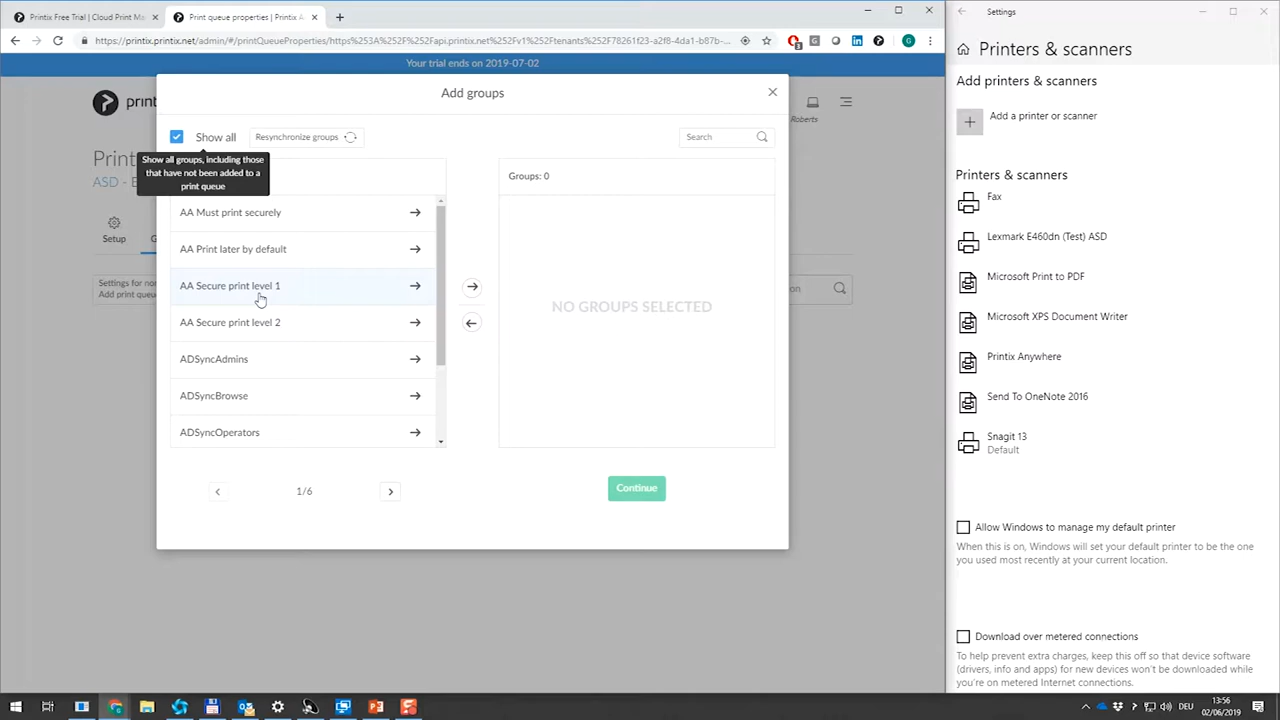 Printix Free Trial | Cloud Print Ma
Print queue properties | Printix A
https://printix.printix.net/admin/#/printQueueProperties/https%253A%252F%252Fapi.printix.net%252Fv1%252Ftenants%252F78261f23-a2f8-4da1-b87b-...
Your trial ends on 2019-07-02
Add groups
printi
Roberts
Show all
Resynchronize groups
Search
Show all groups, including those
that have not been added to a
print queue
Print
ASD - E
Groups: 0
AA Must print securely
AA Print later by default
AA Secure print level 1
AA Secure print level 2
ADSyncAdmins
ADSyncBrowse
ADSyncOperators
Setup
G
Settings for non
Add print queu
on
NO GROUPS SELECTED
1/6
Continue
Settings
Printers & scanners
Add printers & scanners
Add a printer or scanner
Printers & scanners
Fax
Lexmark E460dn (Test) ASD
Microsoft Print to PDF
Microsoft XPS Document Writer
Printix Anywhere
Send To OneNote 2016
Snagit 13
Default
Allow Windows to manage my default printer
When this is on, Windows will set your default printer to be the one
you used most recently at your current location.
Download over metered connections
To help prevent extra charges, keep this off so that device software
(drivers, info and apps) for new devices won't be downloaded while
you're on metered Internet connections.
DEU
13:56
02/06/2019